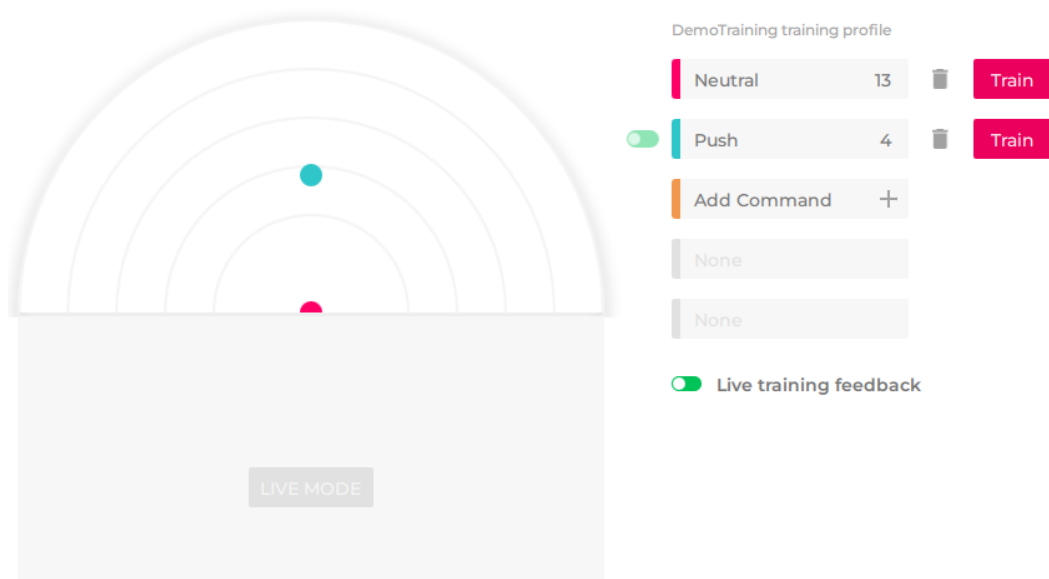 DemoTraining training profile
Neutral 13 Train
Push 4 Train
Add Command +
None
None
Live training feedback
LIVE MODE